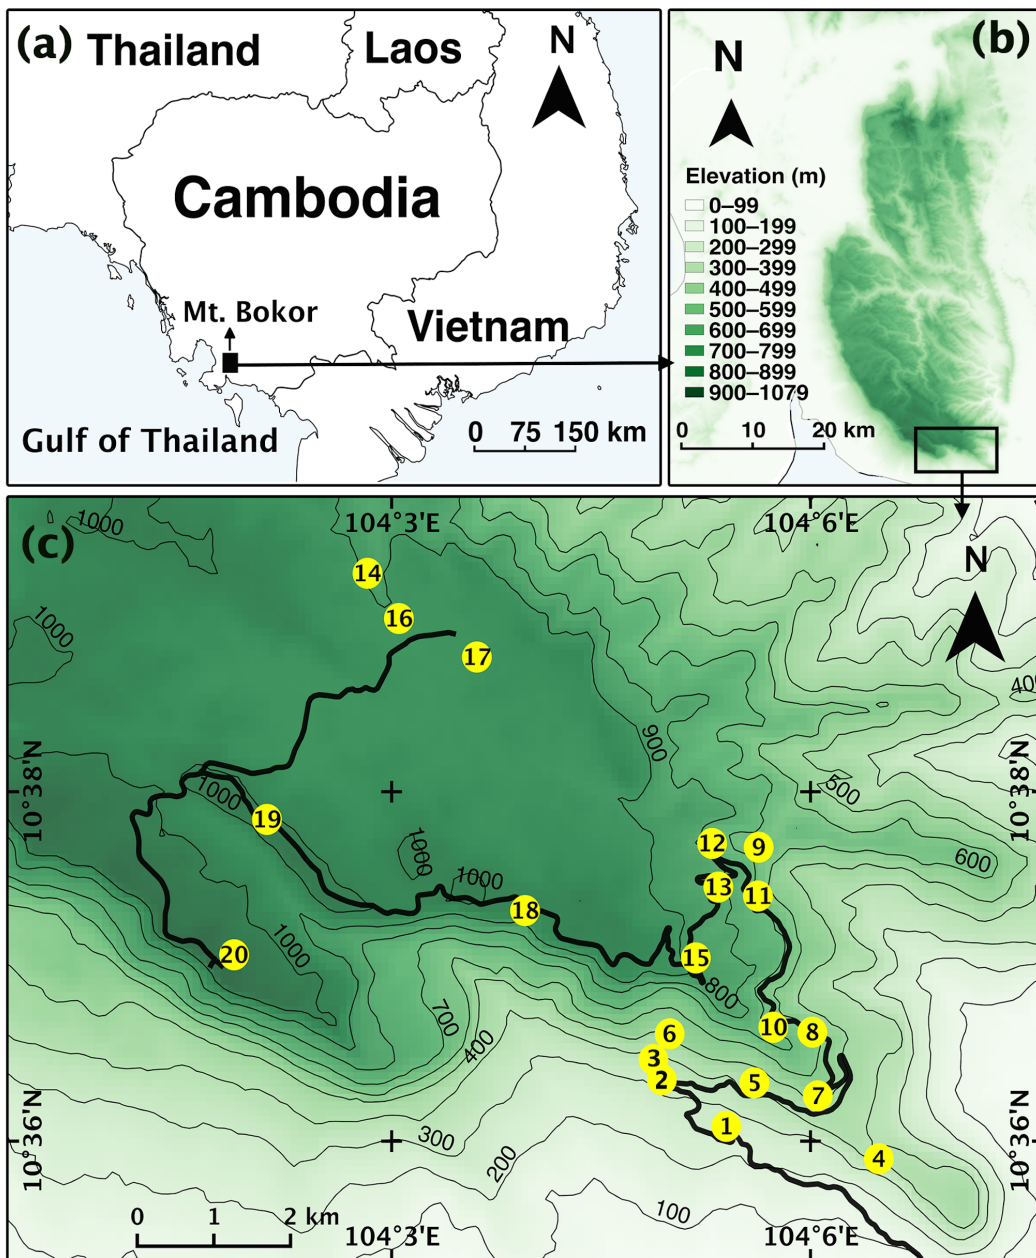 (a)
Thailand
Laos
N
Cambodia
Mt. Bokor
Vietnam
Gulf of Thailand
0 75 150 km
(b)
N
Elevation (m)
0–99
100–199
200–299
300–399
400–499
500–599
600–699
700–799
800–899
900–1079
0 10 20 km
(c)
1000
104°3'E
104°6'E
N
14
1000
16
17
400
900
10°38'N
10°38'N
500
1000
19
12
9
1000
600
13
11
1000
18
1000
20
15
800
700
10
8
6
400
3
2
5
7
1
10°36'N
10°36'N
300
4
200
100
0 1 2 km
104°3'E
104°6'E